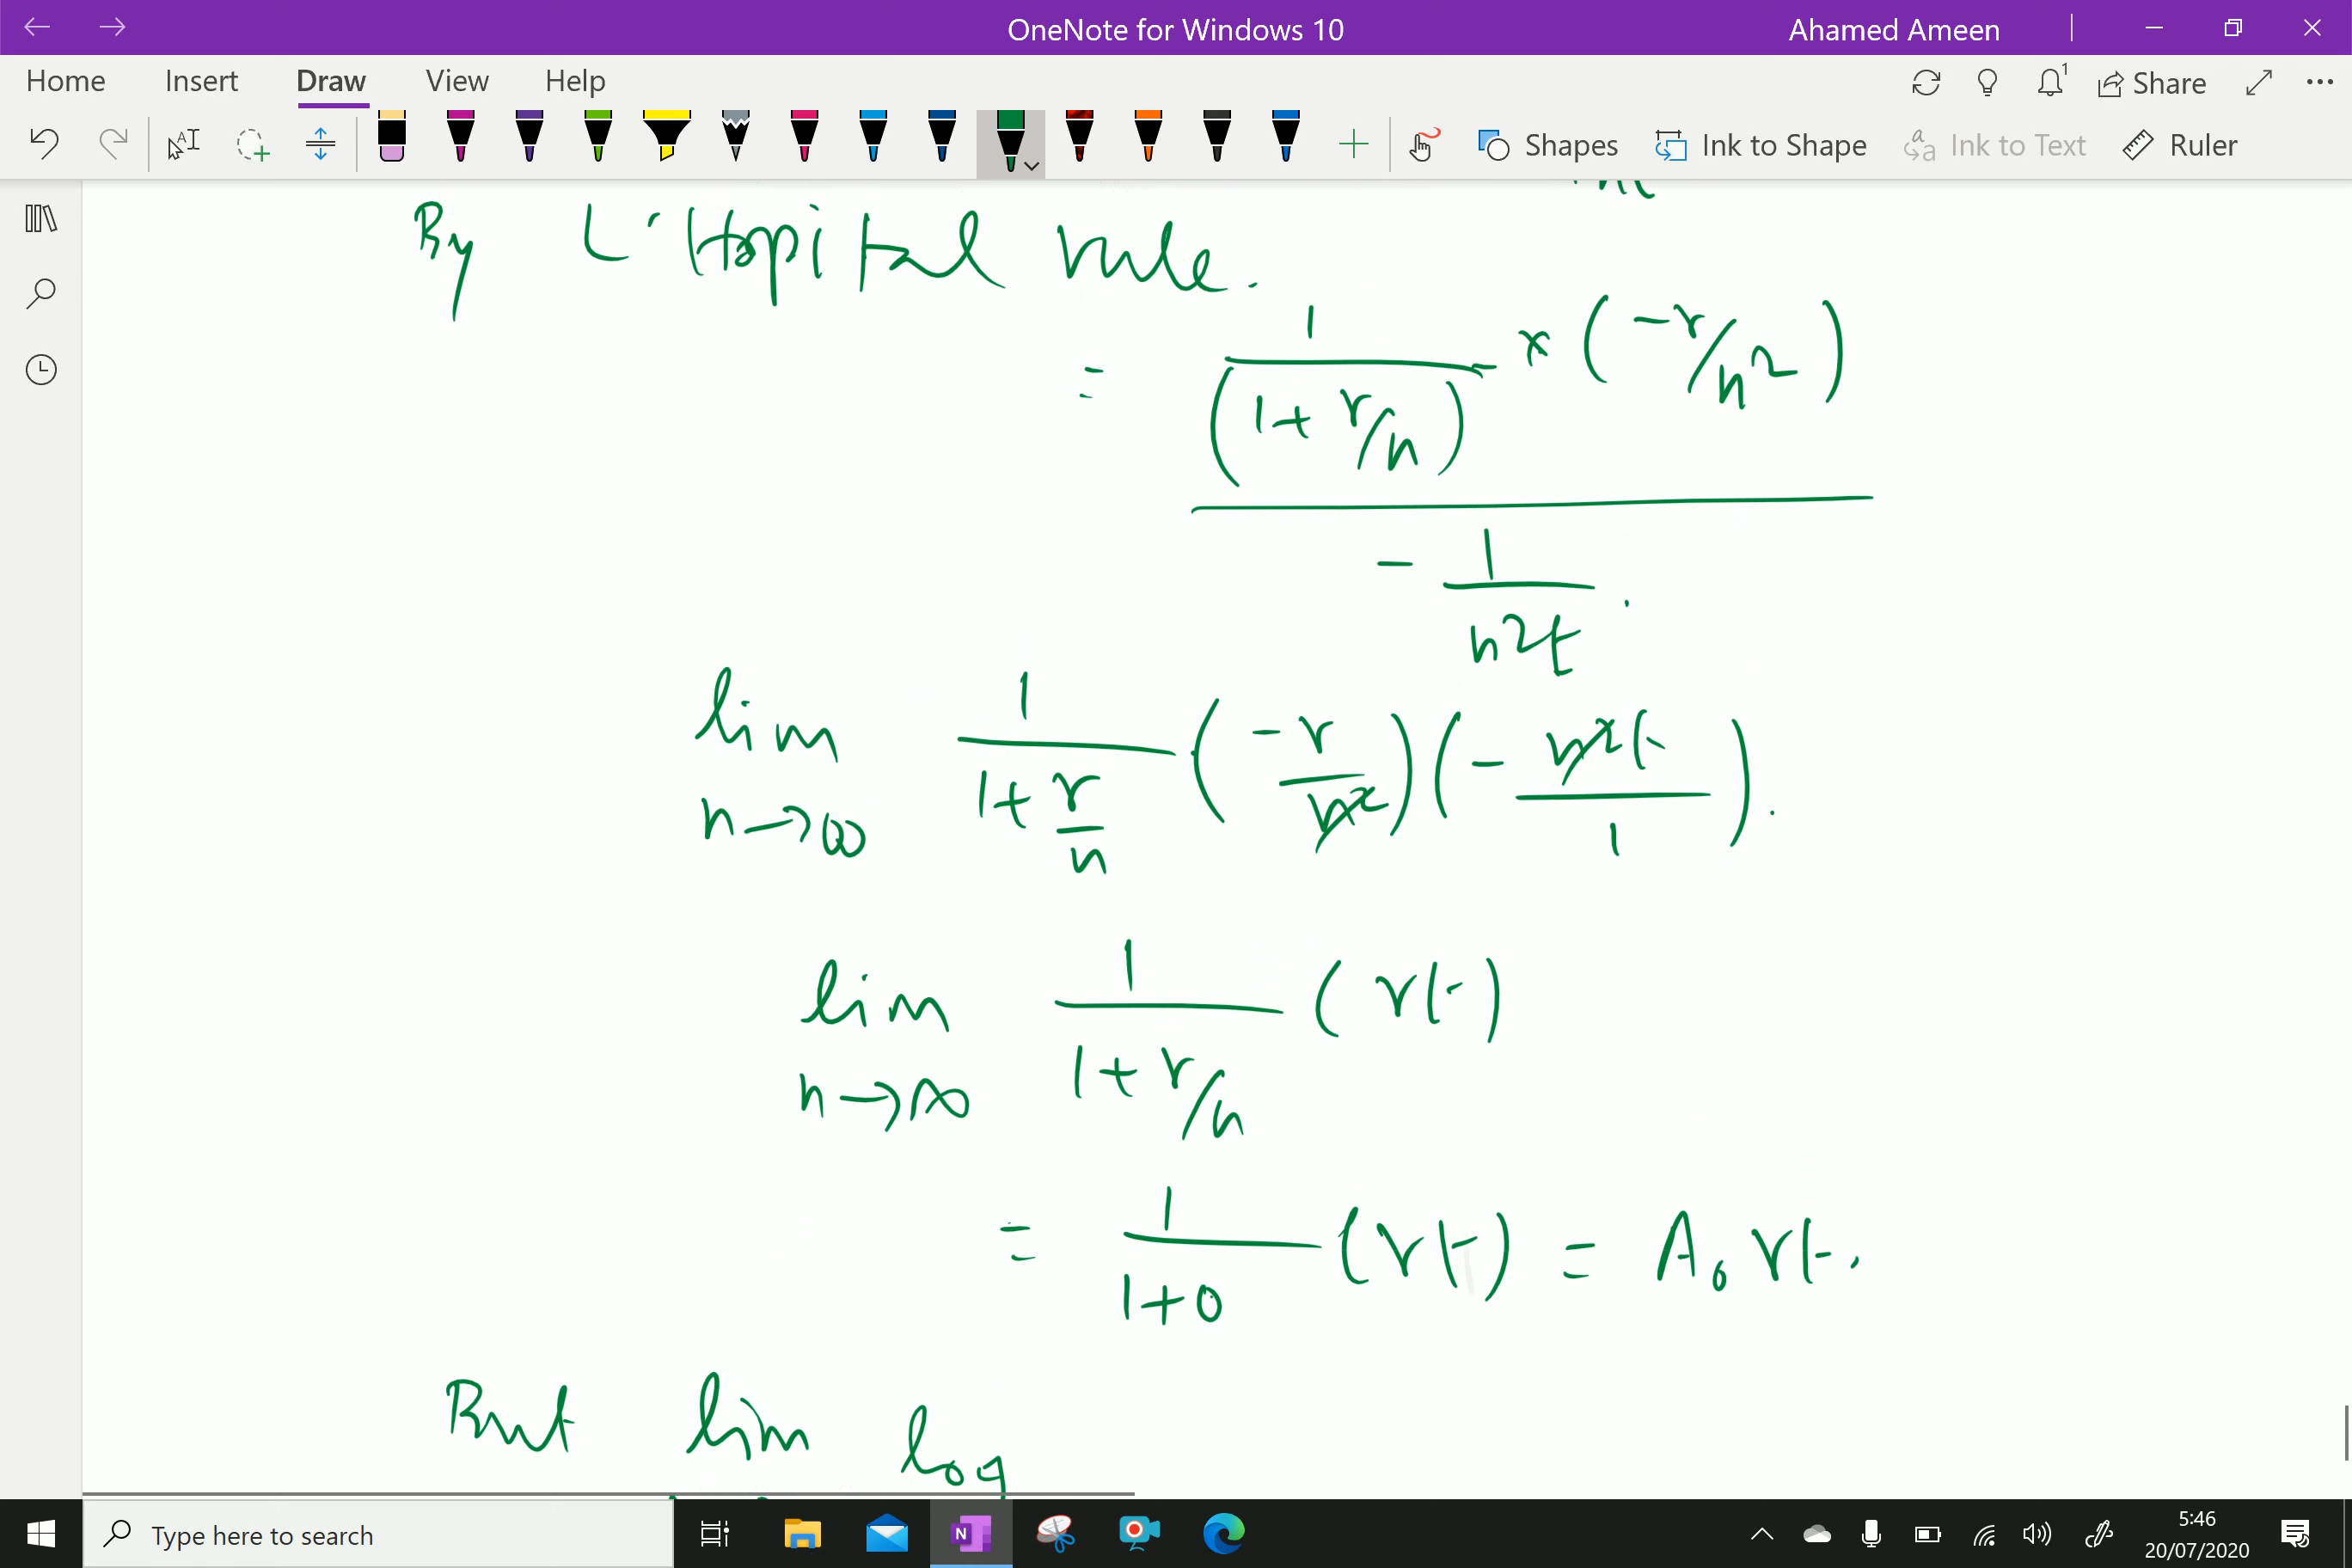 OneNote for Windows 10
Ahamed Ameen
Home Insert Draw View Help
1
Share
Shapes
Ink to Shape
Ink to Text
Ruler
By L'Hopital rule.
= 1/(1+r/n) × (-r/n²)
- 1/n²t .
lim n→∞ 1/(1+r/n) (-r/n²) (- n²t/1) .
lim n→∞ 1/(1+r/n) (rt)
= 1/(1+0) (rt) = A₀ rt.
But lim log
Type here to search
5:46
20/07/2020